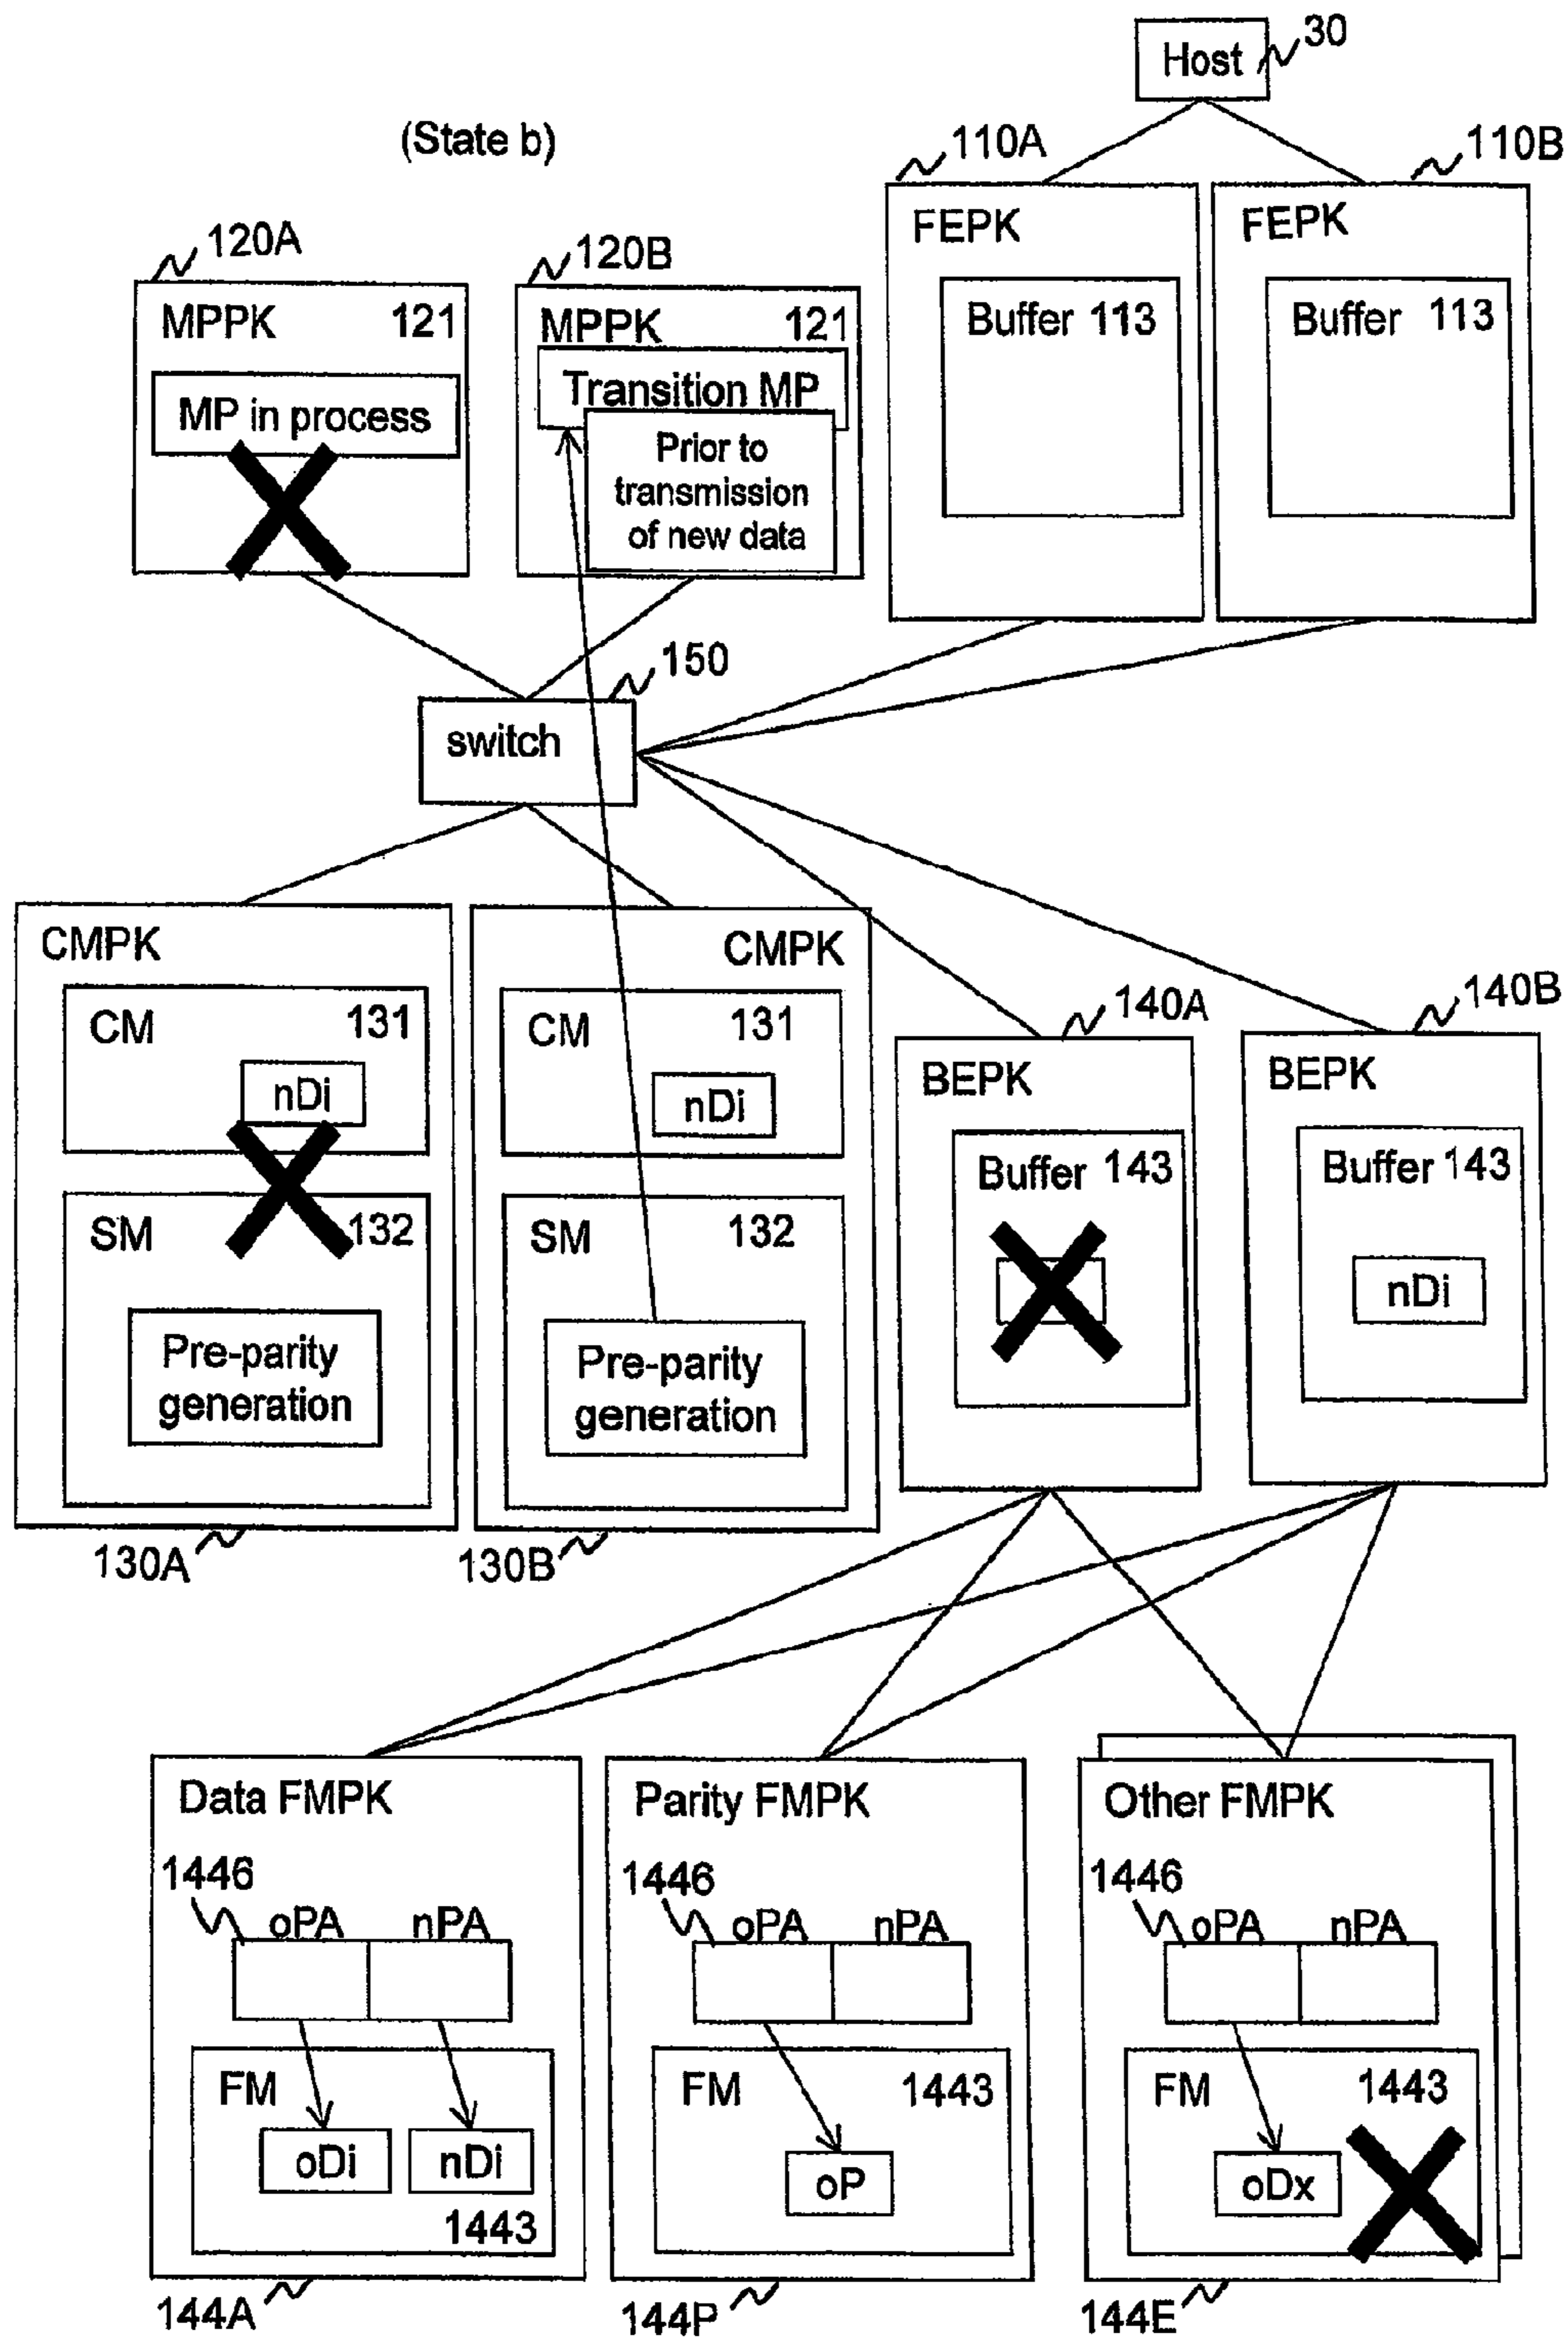 Host
30
(State b)
110A
110B
FEPK
FEPK
120A
120B
MPPK 121
MPPK 121
Buffer 113
Buffer 113
MP in process
Transition MP
Prior to
transmission
of new data
150
switch
CMPK
CMPK
CM 131
CM 131
140A
140B
nDi
nDi
BEPK
BEPK
Buffer 143
Buffer 143
SM 132
SM 132
nDi
Pre-parity
generation
Pre-parity
generation
130A
130B
Data FMPK
Parity FMPK
Other FMPK
1446
1446
1446
oPA nPA
oPA nPA
oPA nPA
FM
FM 1443
FM 1443
oDi nDi
oP
oDx
1443
144A
144P
144E